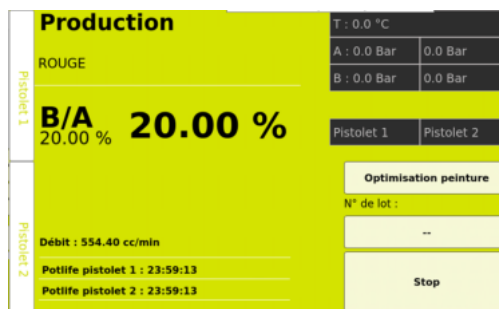 Production
T : 0.0 °C
ROUGE
A : 0.0 Bar 0.0 Bar
B : 0.0 Bar 0.0 Bar
Pistolet 1
B/A
20.00 %
20.00 %
Pistolet 1 Pistolet 2
Optimisation peinture
N° de lot :
--
Pistolet 2
Débit : 554.40 cc/min
Potlife pistolet 1 : 23:59:13
Potlife pistolet 2 : 23:59:13
Stop